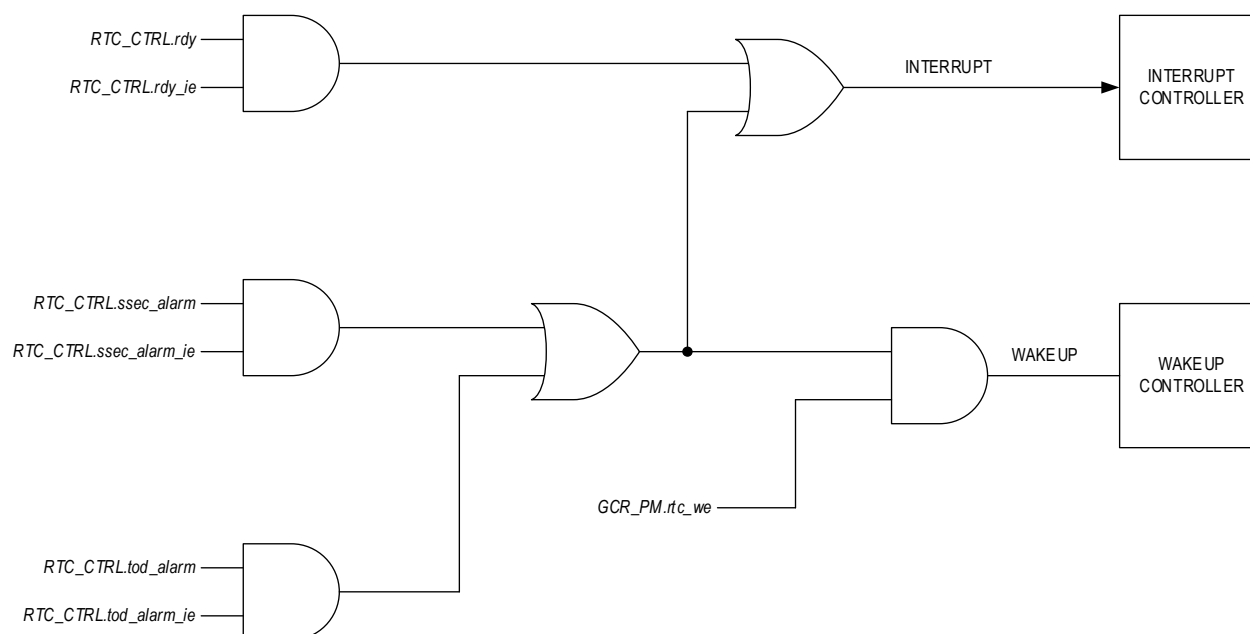 RTC_CTRL.rdy
RTC_CTRL.rdy_ie
INTERRUPT
INTERRUPT
CONTROLLER
RTC_CTRL.ssec_alarm
RTC_CTRL.ssec_alarm_ie
WAKEUP
WAKEUP
CONTROLLER
GCR_PM.rtc_we
RTC_CTRL.tod_alarm
RTC_CTRL.tod_alarm_ie